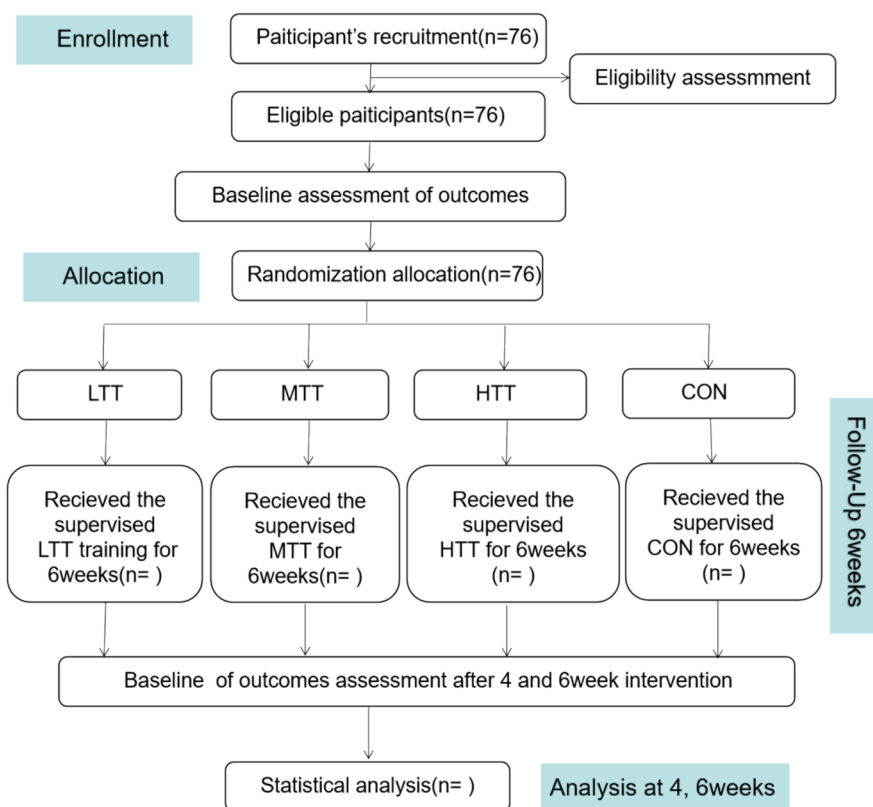 Enrollment
Paiticipant's recruitment(n=76)
Eligibility assessmment
Eligible paiticipants(n=76)
Baseline assessment of outcomes
Allocation
Randomization allocation(n=76)
LTT
MTT
HTT
CON
Recieved the
supervised
LTT training for
6weeks(n= )
Recieved the
supervised
MTT for
6weeks(n= )
Recieved the
supervised
HTT for 6weeks
(n= )
Recieved the
supervised
CON for 6weeks
(n= )
Follow-Up 6weeks
Baseline of outcomes assessment after 4 and 6week intervention
Statistical analysis(n= )
Analysis at 4, 6weeks